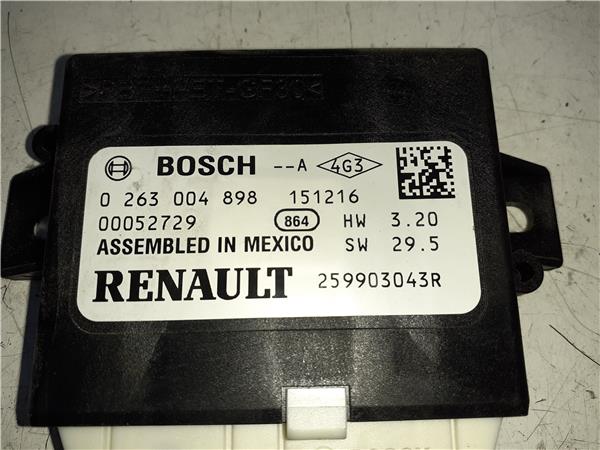 BOSCH --A 4G3
0 263 004 898 151216
00052729 864 HW 3.20
ASSEMBLED IN MEXICO SW 29.5
RENAULT 259903043R
BOSCH